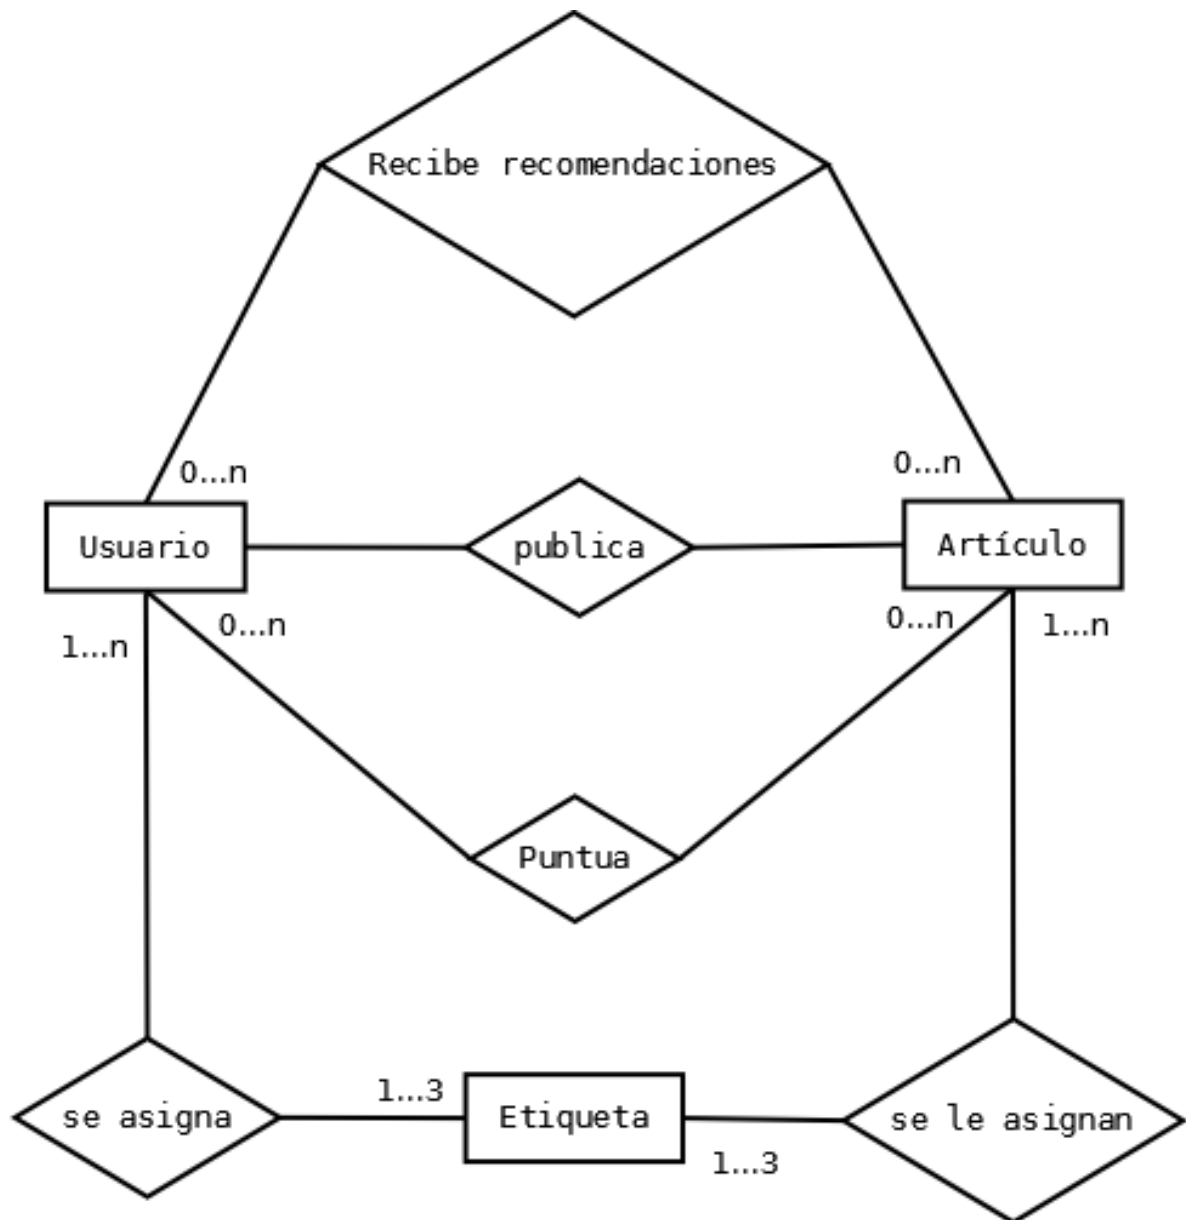 Recibe recomendaciones
0...n
0...n
Usuario
publica
Artículo
1...n
0...n
0...n
1...n
Puntua
se asigna
1...3
Etiqueta
1...3
se le asignan